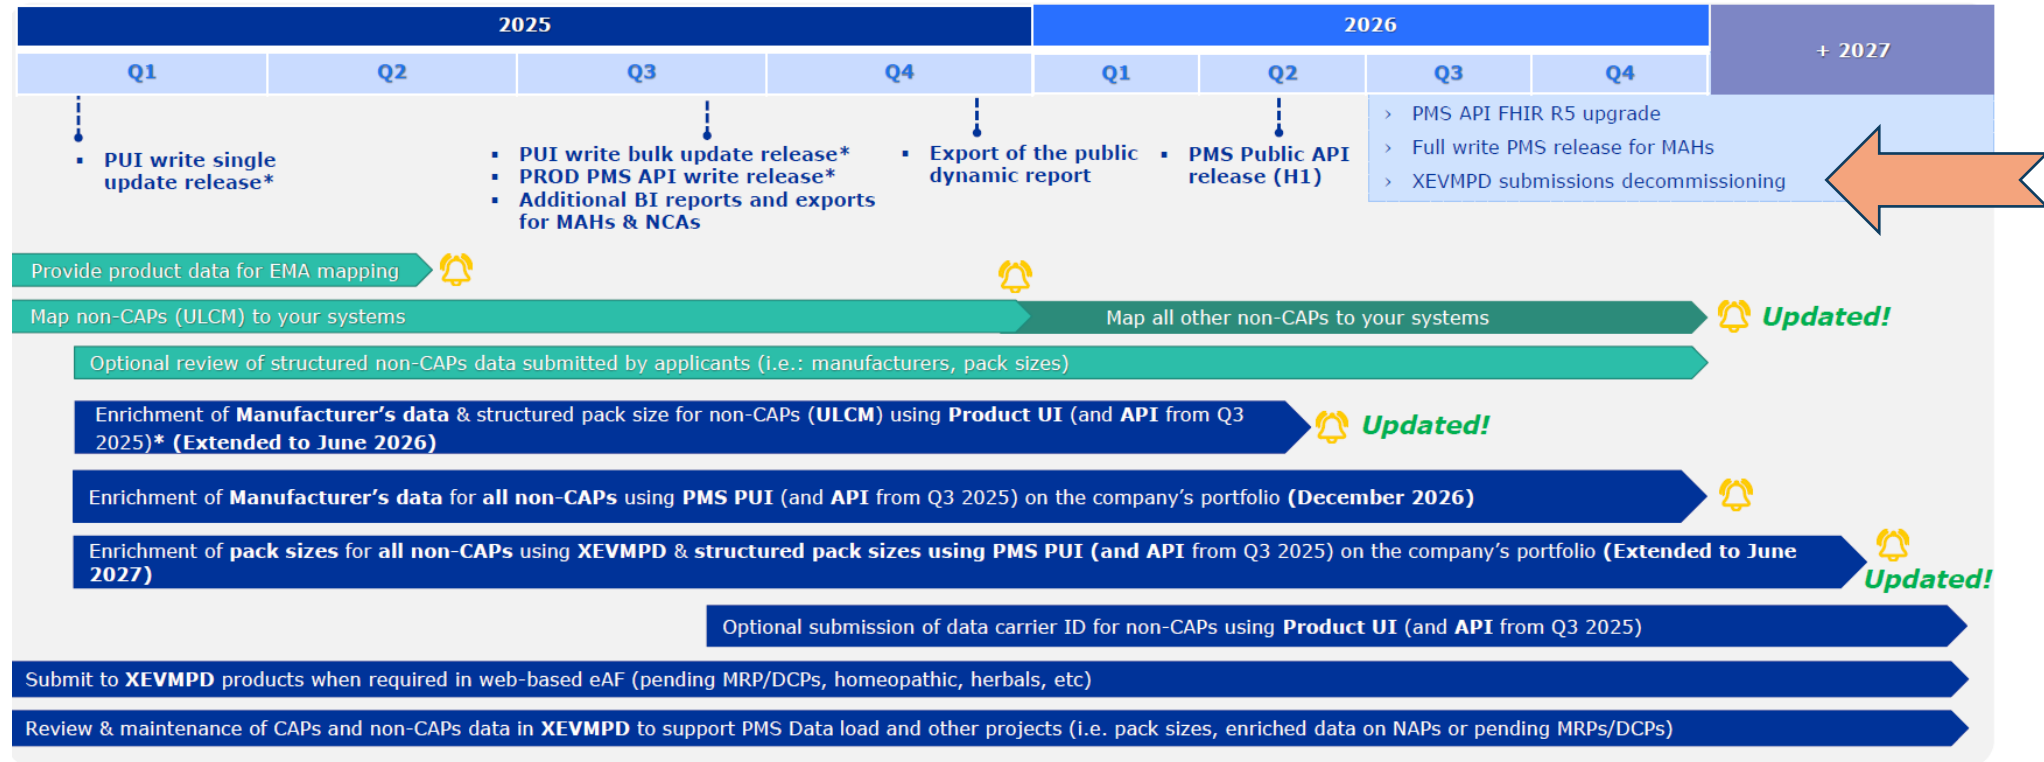 2025
2026
+ 2027
Q1
Q2
Q3
Q4
Q1
Q2
Q3
Q4
▪ PUI write single
update release*
▪ PUI write bulk update release*
▪ PROD PMS API write release*
▪ Additional BI reports and exports
for MAHs & NCAs
▪ Export of the public
dynamic report
▪ PMS Public API
release (H1)
› PMS API FHIR R5 upgrade
› Full write PMS release for MAHs
› XEVMPD submissions decommissioning
Provide product data for EMA mapping
Map non-CAPs (ULCM) to your systems
Map all other non-CAPs to your systems
Updated!
Optional review of structured non-CAPs data submitted by applicants (i.e.: manufacturers, pack sizes)
Enrichment of Manufacturer’s data & structured pack size for non-CAPs (ULCM) using Product UI (and API from Q3
2025)* (Extended to June 2026)
Updated!
Enrichment of Manufacturer’s data for all non-CAPs using PMS PUI (and API from Q3 2025) on the company’s portfolio (December 2026)
Enrichment of pack sizes for all non-CAPs using XEVMPD & structured pack sizes using PMS PUI (and API from Q3 2025) on the company’s portfolio (Extended to June
2027)
Updated!
Optional submission of data carrier ID for non-CAPs using Product UI (and API from Q3 2025)
Submit to XEVMPD products when required in web-based eAF (pending MRP/DCPs, homeopathic, herbals, etc)
Review & maintenance of CAPs and non-CAPs data in XEVMPD to support PMS Data load and other projects (i.e. pack sizes, enriched data on NAPs or pending MRPs/DCPs)